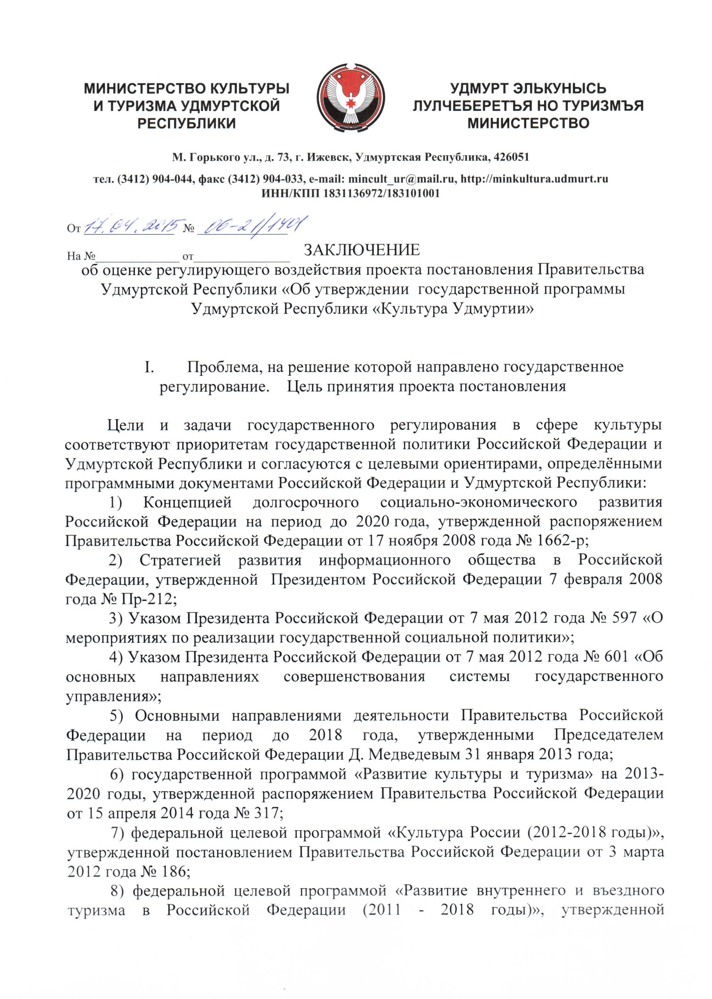 МИНИСТЕРСТВО КУЛЬТУРЫ
И ТУРИЗМА УДМУРТСКОЙ
РЕСПУБЛИКИ
УДМУРТ ЭЛЬКУНЫСЬ
ЛУЛЧЕБЕРЕТЪЯ НО ТУРИЗМЪЯ
МИНИСТЕРСТВО
М. Горького ул., д. 73, г. Ижевск, Удмуртская Республика, 426051
тел. (3412) 904-044, факс (3412) 904-033, e-mail: mincult_ur@mail.ru, http://minkultura.udmurt.ru
ИНН/КПП 1831136972/183101001
От 17.04.2015 № 06-21/1401
На №______________ от________________
ЗАКЛЮЧЕНИЕ
об оценке регулирующего воздействия проекта постановления Правительства
Удмуртской Республики «Об утверждении государственной программы
Удмуртской Республики «Культура Удмуртии»
I. Проблема, на решение которой направлено государственное
регулирование. Цель принятия проекта постановления
Цели и задачи государственного регулирования в сфере культуры
соответствуют приоритетам государственной политики Российской Федерации и
Удмуртской Республики и согласуются с целевыми ориентирами, определёнными
программными документами Российской Федерации и Удмуртской Республики:
1) Концепцией долгосрочного социально-экономического развития
Российской Федерации на период до 2020 года, утвержденной распоряжением
Правительства Российской Федерации от 17 ноября 2008 года № 1662-р;
2) Стратегией развития информационного общества в Российской
Федерации, утвержденной Президентом Российской Федерации 7 февраля 2008
года № Пр-212;
3) Указом Президента Российской Федерации от 7 мая 2012 года № 597 «О
мероприятиях по реализации государственной социальной политики»;
4) Указом Президента Российской Федерации от 7 мая 2012 года № 601 «Об
основных направлениях совершенствования системы государственного
управления»;
5) Основными направлениями деятельности Правительства Российской
Федерации на период до 2018 года, утвержденными Председателем
Правительства Российской Федерации Д. Медведевым 31 января 2013 года;
6) государственной программой «Развитие культуры и туризма» на 2013-
2020 годы, утвержденной распоряжением Правительства Российской Федерации
от 15 апреля 2014 года № 317;
7) федеральной целевой программой «Культура России (2012-2018 годы)»,
утвержденной постановлением Правительства Российской Федерации от 3 марта
2012 года № 186;
8) федеральной целевой программой «Развитие внутреннего и въездного
туризма в Российской Федерации (2011 - 2018 годы)», утвержденной